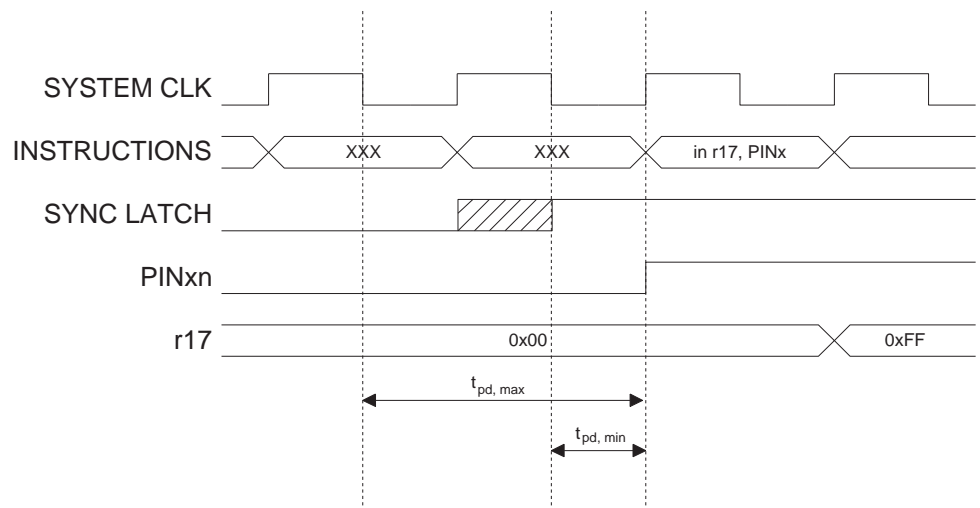 SYSTEM CLK
INSTRUCTIONS XXX XXX in r17, PINx
SYNC LATCH
PINxn
r17 0x00 0xFF
tpd, max
tpd, min